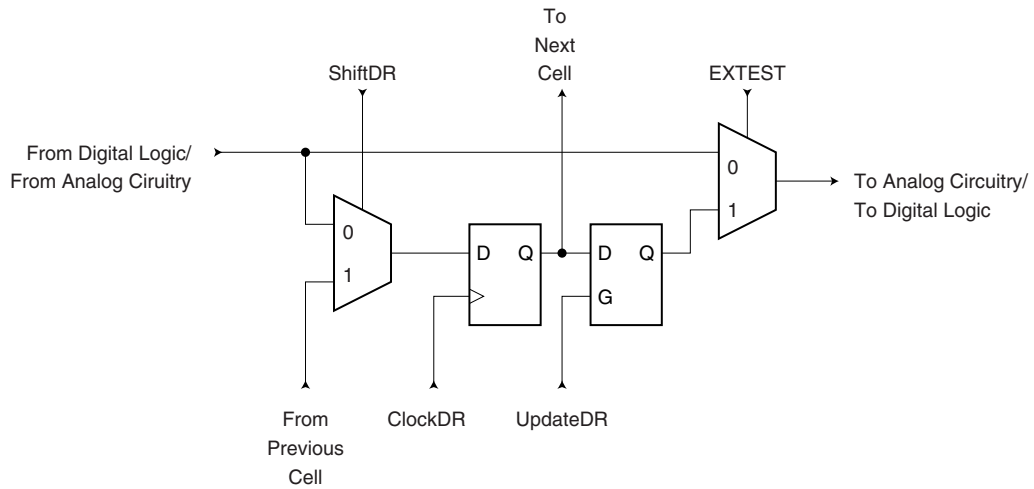 To
Next
Cell
ShiftDR
EXTEST
From Digital Logic/
From Analog Ciruitry
0
1
D
Q
D
Q
G
0
1
To Analog Circuitry/
To Digital Logic
From
Previous
Cell
ClockDR
UpdateDR